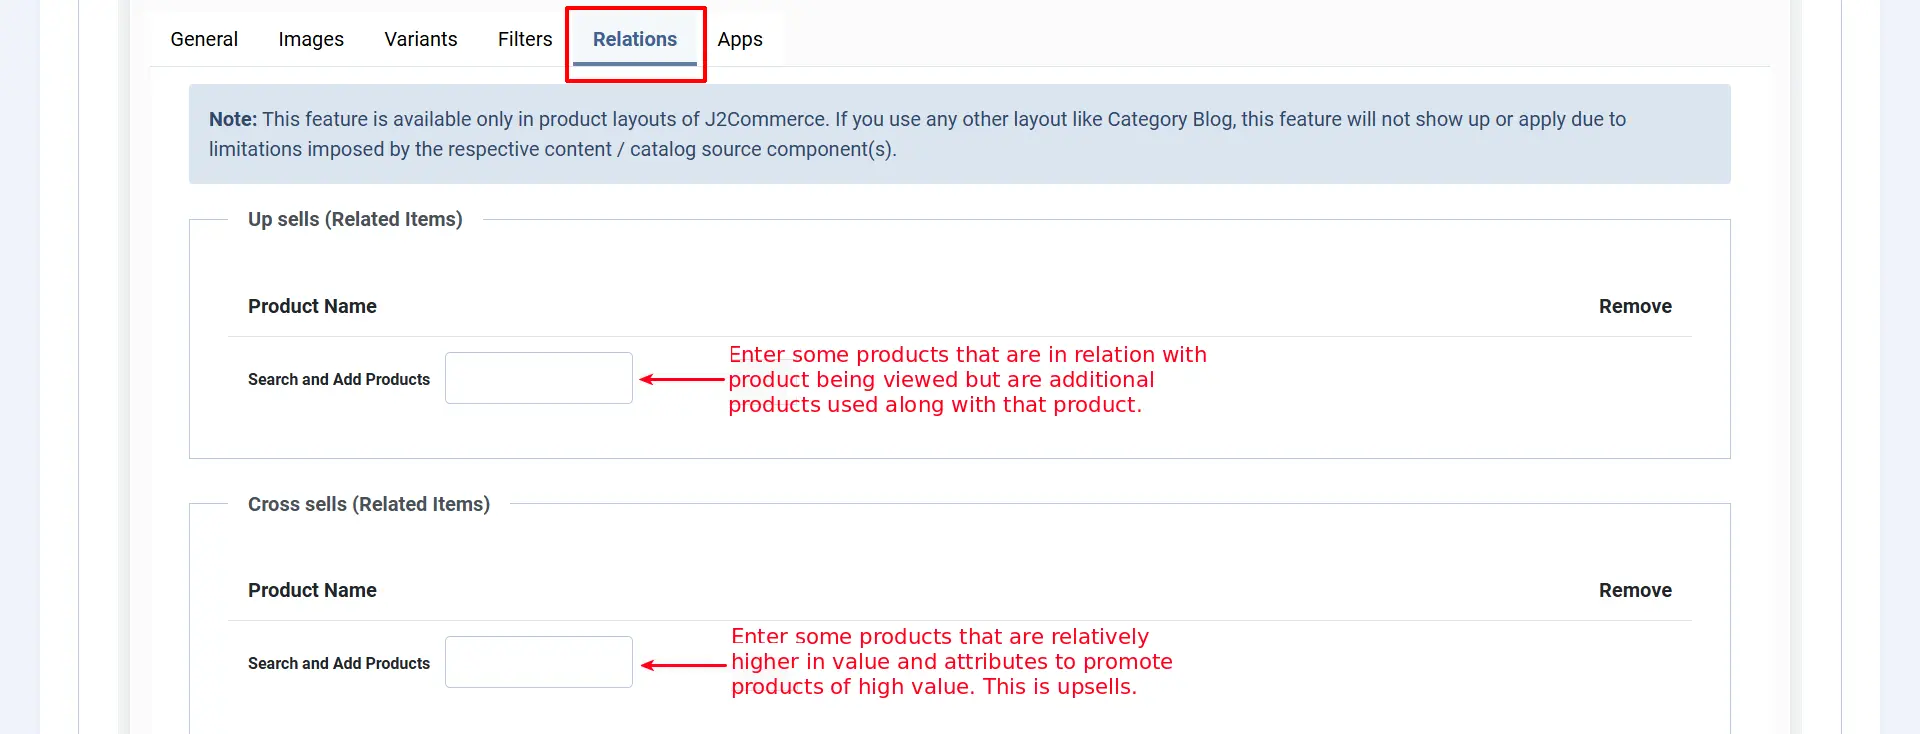 General Images Variants Filters Relations Apps
Note: This feature is available only in product layouts of J2Commerce. If you use any other layout like Category Blog, this feature will not show up or apply due to
limitations imposed by the respective content / catalog source component(s).
Up sells (Related Items)
Product Name Remove
Search and Add Products
Enter some products that are in relation with
product being viewed but are additional
products used along with that product.
Cross sells (Related Items)
Product Name Remove
Search and Add Products
Enter some products that are relatively
higher in value and attributes to promote
products of high value. This is upsells.